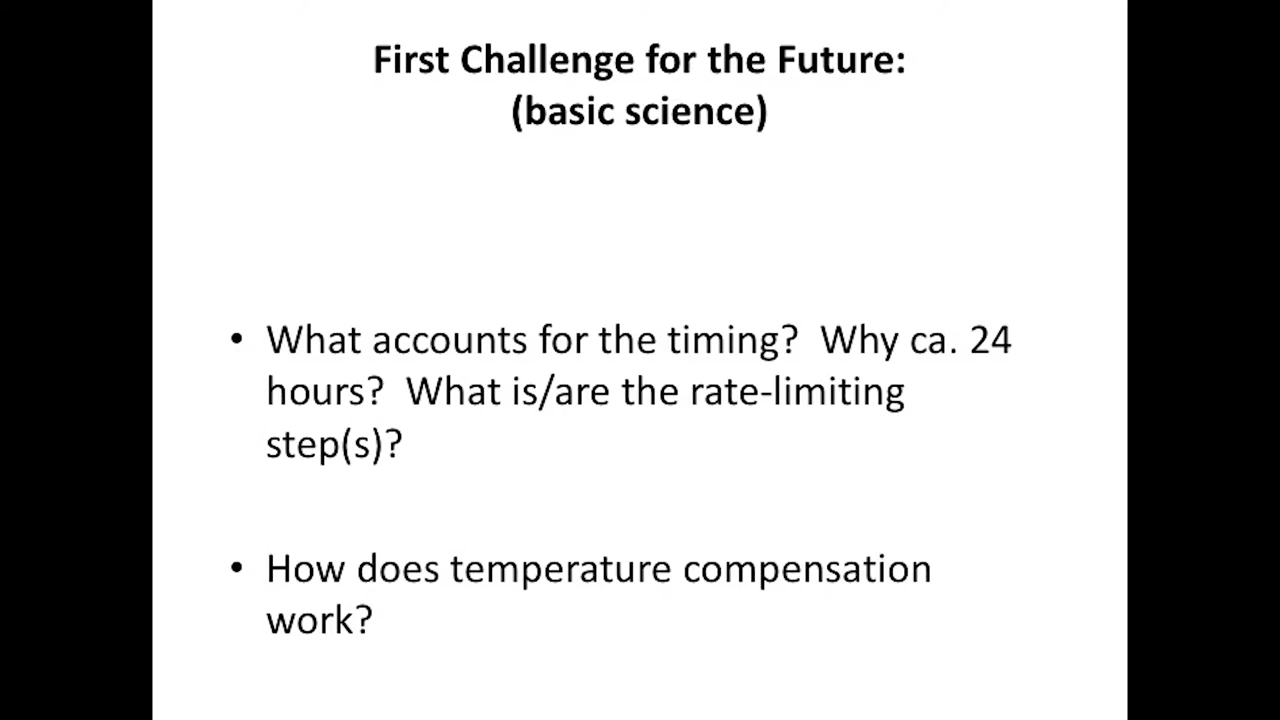 First Challenge for the Future:
(basic science)
• What accounts for the timing?  Why ca. 24
hours?  What is/are the rate-limiting
step(s)?
• How does temperature compensation
work?